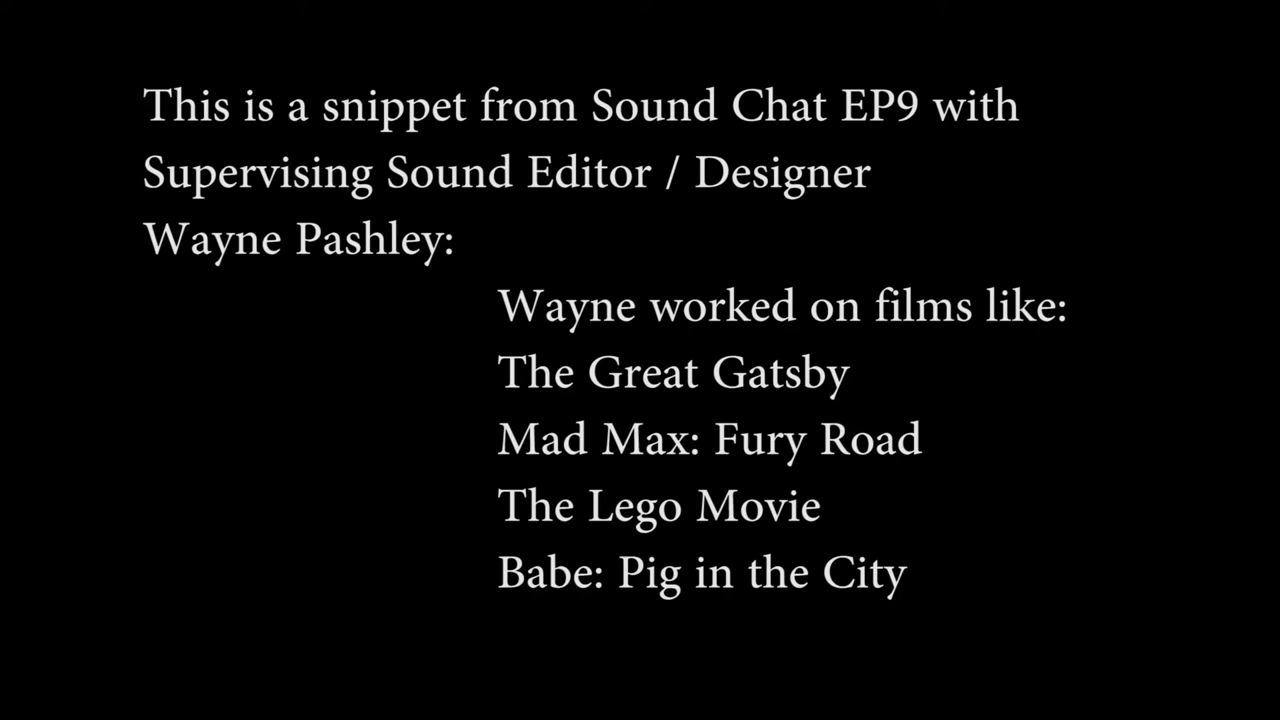 This is a snippet from Sound Chat EP9 with
Supervising Sound Editor / Designer
Wayne Pashley:
Wayne worked on films like:
The Great Gatsby
Mad Max: Fury Road
The Lego Movie
Babe: Pig in the City